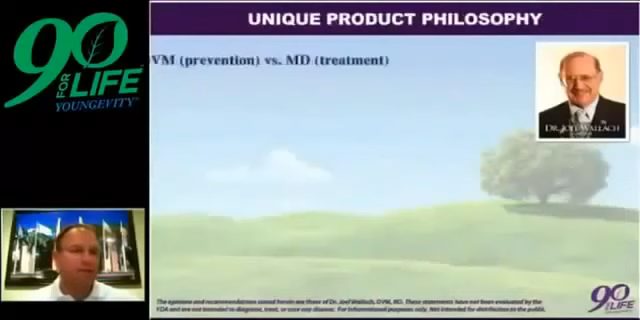 90
FOR
LIFE
YOUNGEVITY
UNIQUE PRODUCT PHILOSOPHY
VM (prevention) vs. MD (treatment)
DR. JOEL WALLACH
The opinions and recommendations stated herein are those of Dr. Joel Wallach, DVM, ND. These statements have not been evaluated by the
FDA and are not intended to diagnose, treat, or cure any disease. For informational purposes only. Not intended for distribution to the public.
90
FOR
LIFE